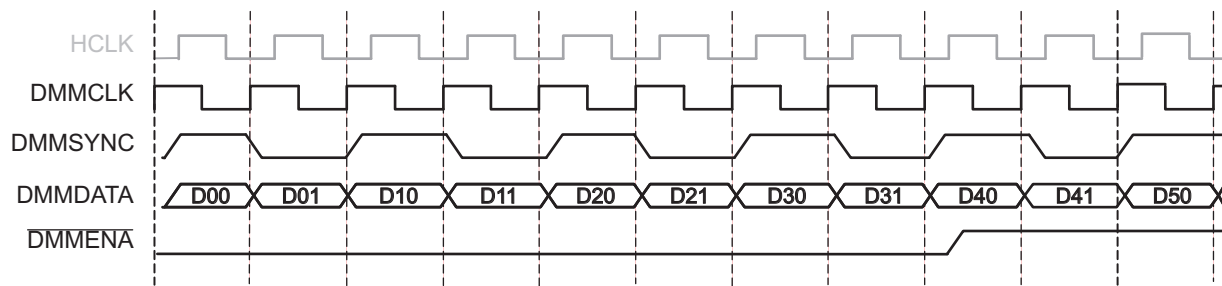 HCLK
DMMCLK
DMMSYNC
DMMDATA D00 D01 D10 D11 D20 D21 D30 D31 D40 D41 D50
DMMENA